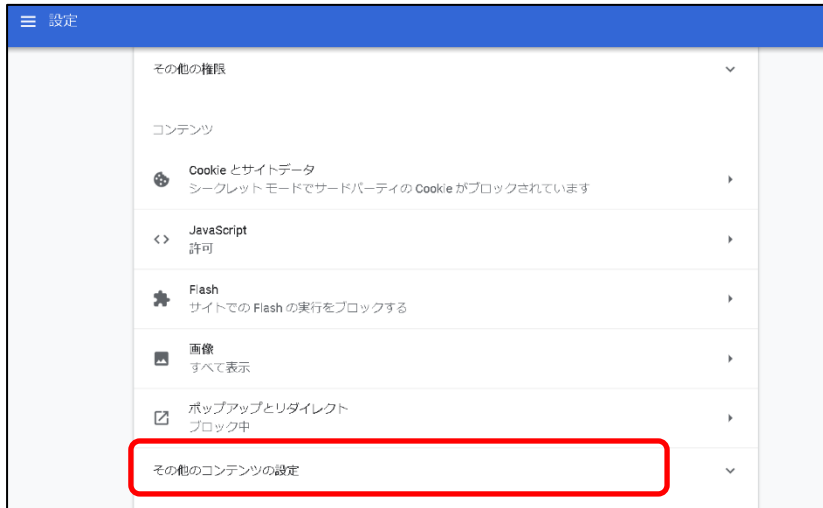 設定
その他の権限
コンテンツ
Cookie とサイトデータ
シークレット モードでサードパーティの Cookie がブロックされています
JavaScript
許可
Flash
サイトでの Flash の実行をブロックする
画像
すべて表示
ポップアップとリダイレクト
ブロック中
その他のコンテンツの設定